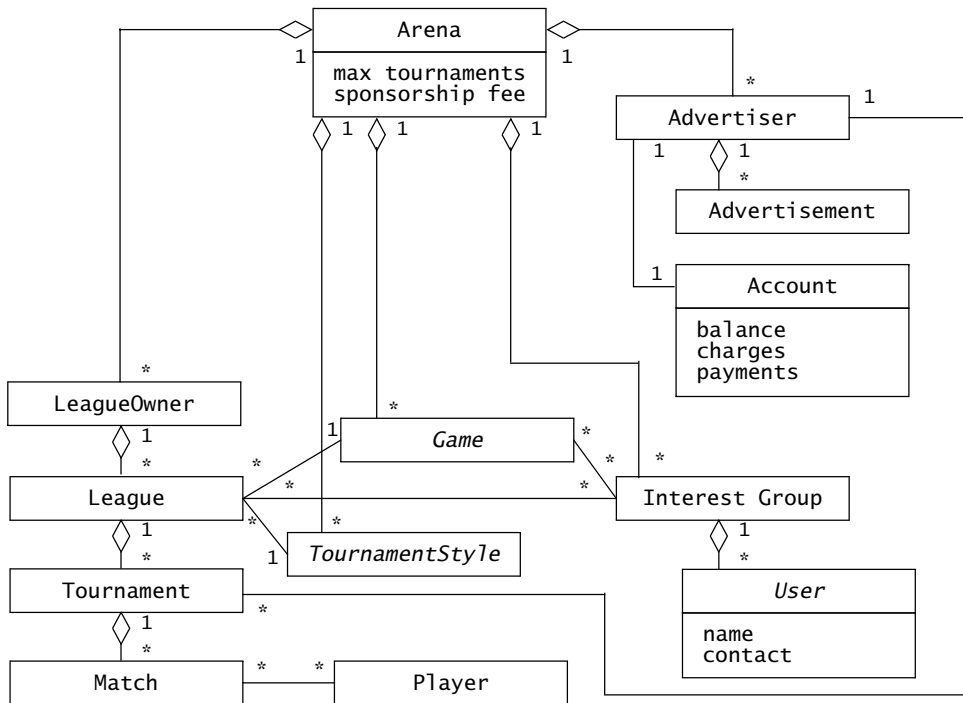 Arena
1
1
max tournaments
sponsorship fee
*
1
Advertiser
1
1
1
1
1
*
Advertisement
1
Account
balance
charges
payments
*
LeagueOwner
*
1
*
1
Game
*
*
*
*
*
*
League
Interest Group
*
*
1
1
1
TournamentStyle
*
*
Tournament
*
User
1
name
contact
*
*
*
Match
Player